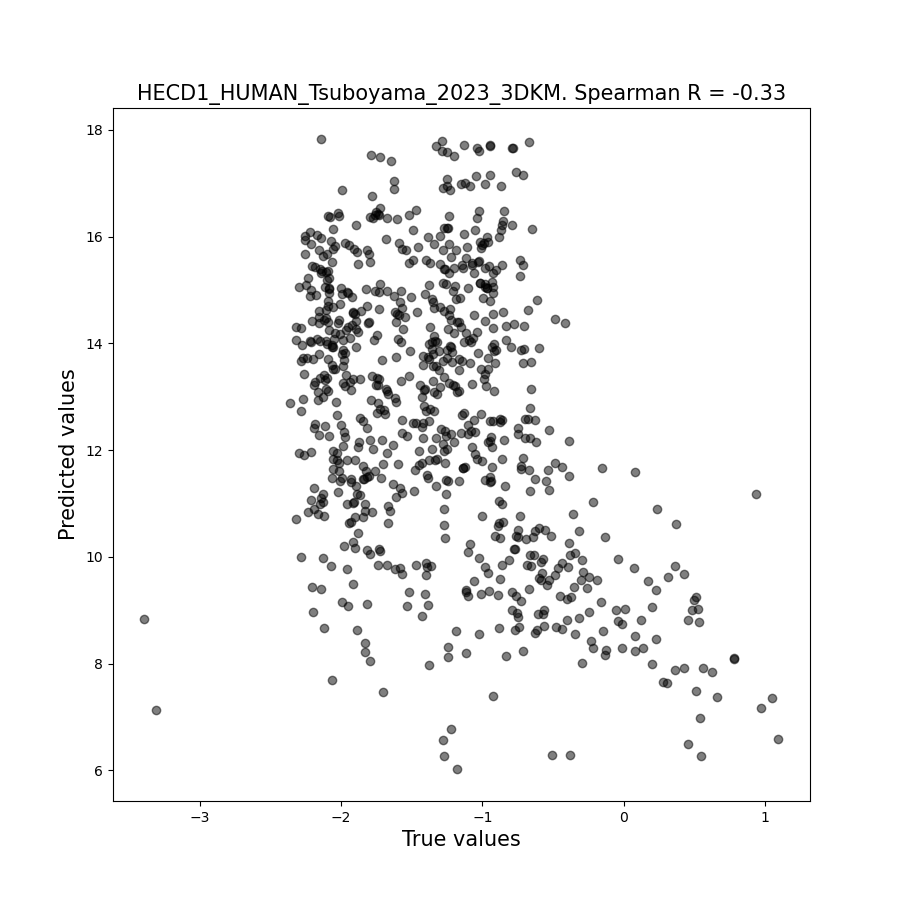 HECD1_HUMAN_Tsuboyama_2023_3DKM. Spearman R = -0.33
18
16
14
12
10
8
6
Predicted values
−3 −2 −1 0 1
True values